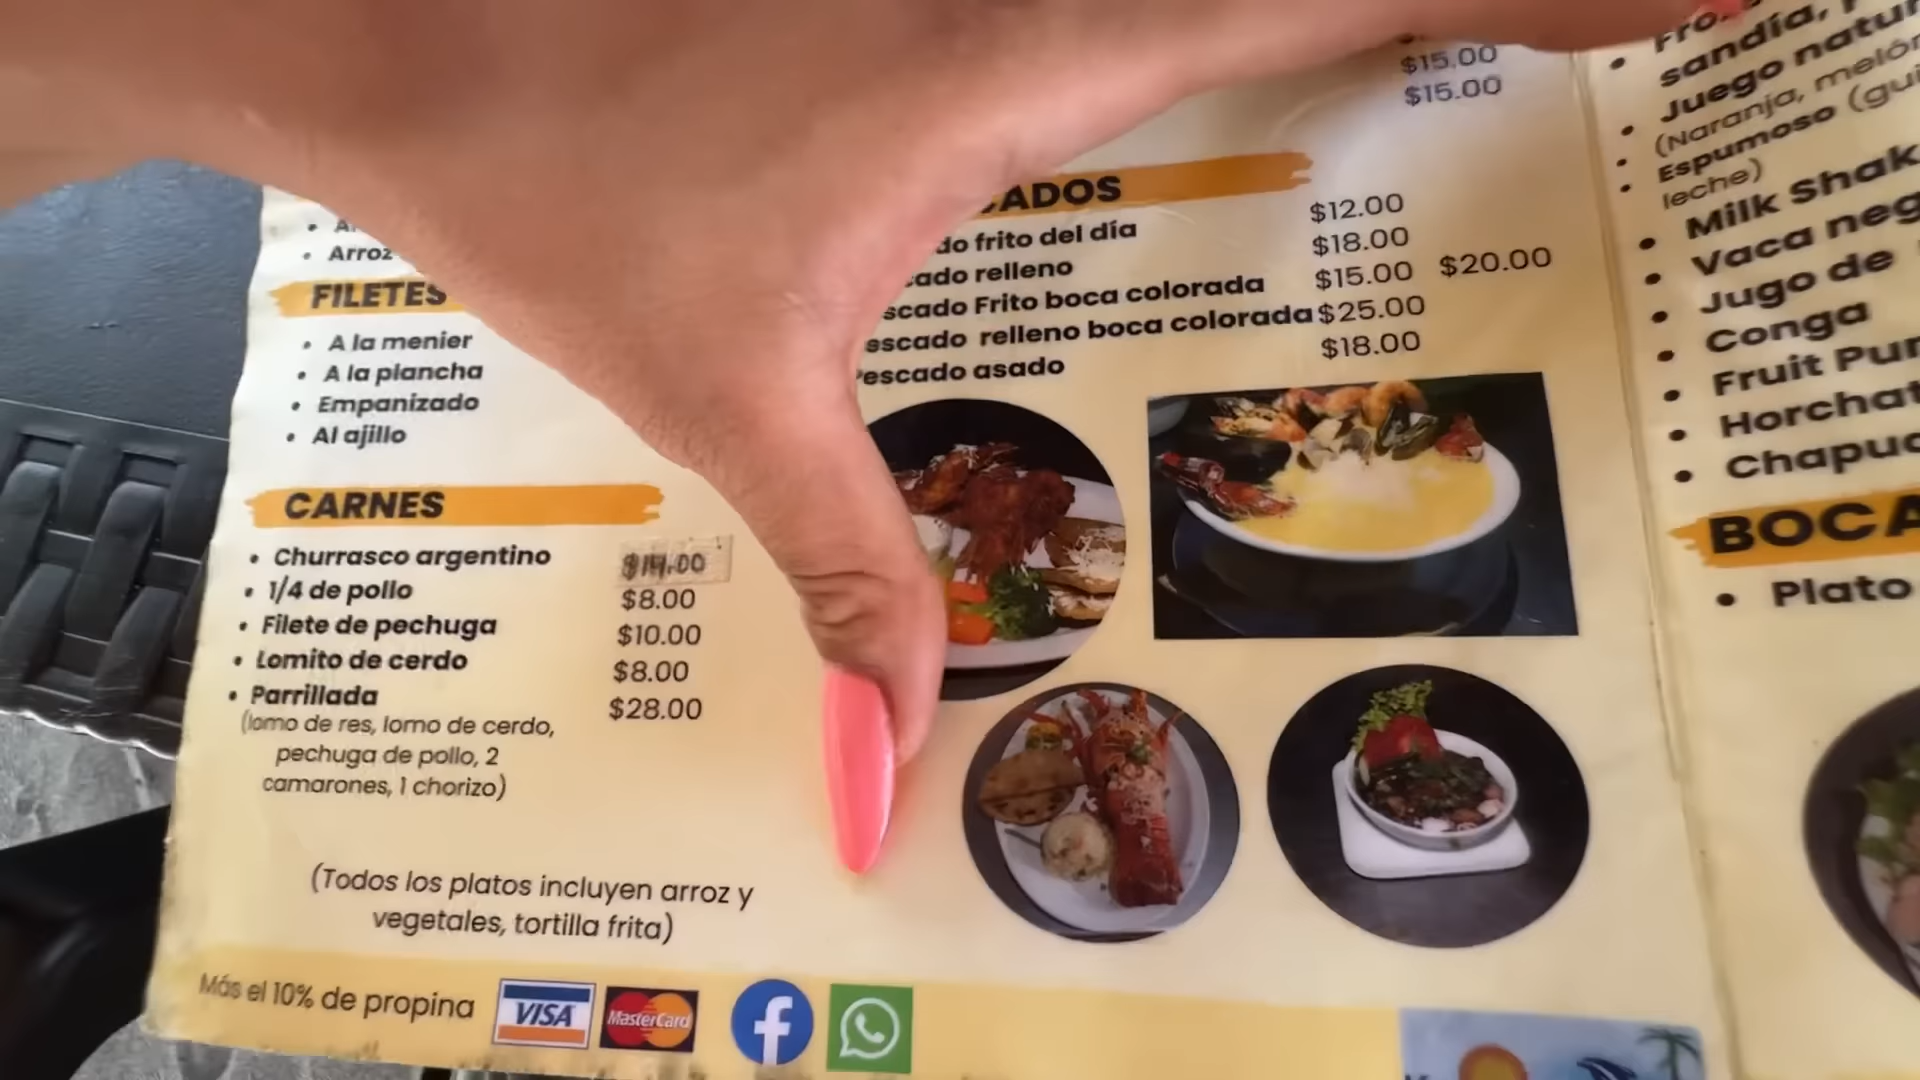 Arroz
FILETES
A la menier
A la plancha
Empanizado
Al ajillo
CARNES
Churrasco argentino
1/4 de pollo $8.00
Filete de pechuga $10.00
Lomito de cerdo $8.00
Parrillada $28.00
(lomo de res, lomo de cerdo,
pechuga de pollo, 2
camarones, 1 chorizo)
(Todos los platos incluyen arroz y
vegetales, tortilla frita)
Más el 10% de propina VISA MasterCard
$15.00
$15.00
CADOS
do frito del día $12.00
cado relleno $18.00
scado Frito boca colorada $15.00 $20.00
escado relleno boca colorada $25.00
Pescado asado $18.00
sandía,
Juego natur
(Naranja, melón
Espumoso (gui
leche)
Milk Shak
Vaca neg
Jugo de
Conga
Fruit Pun
Horchat
Chapuc
BOCA
Plato